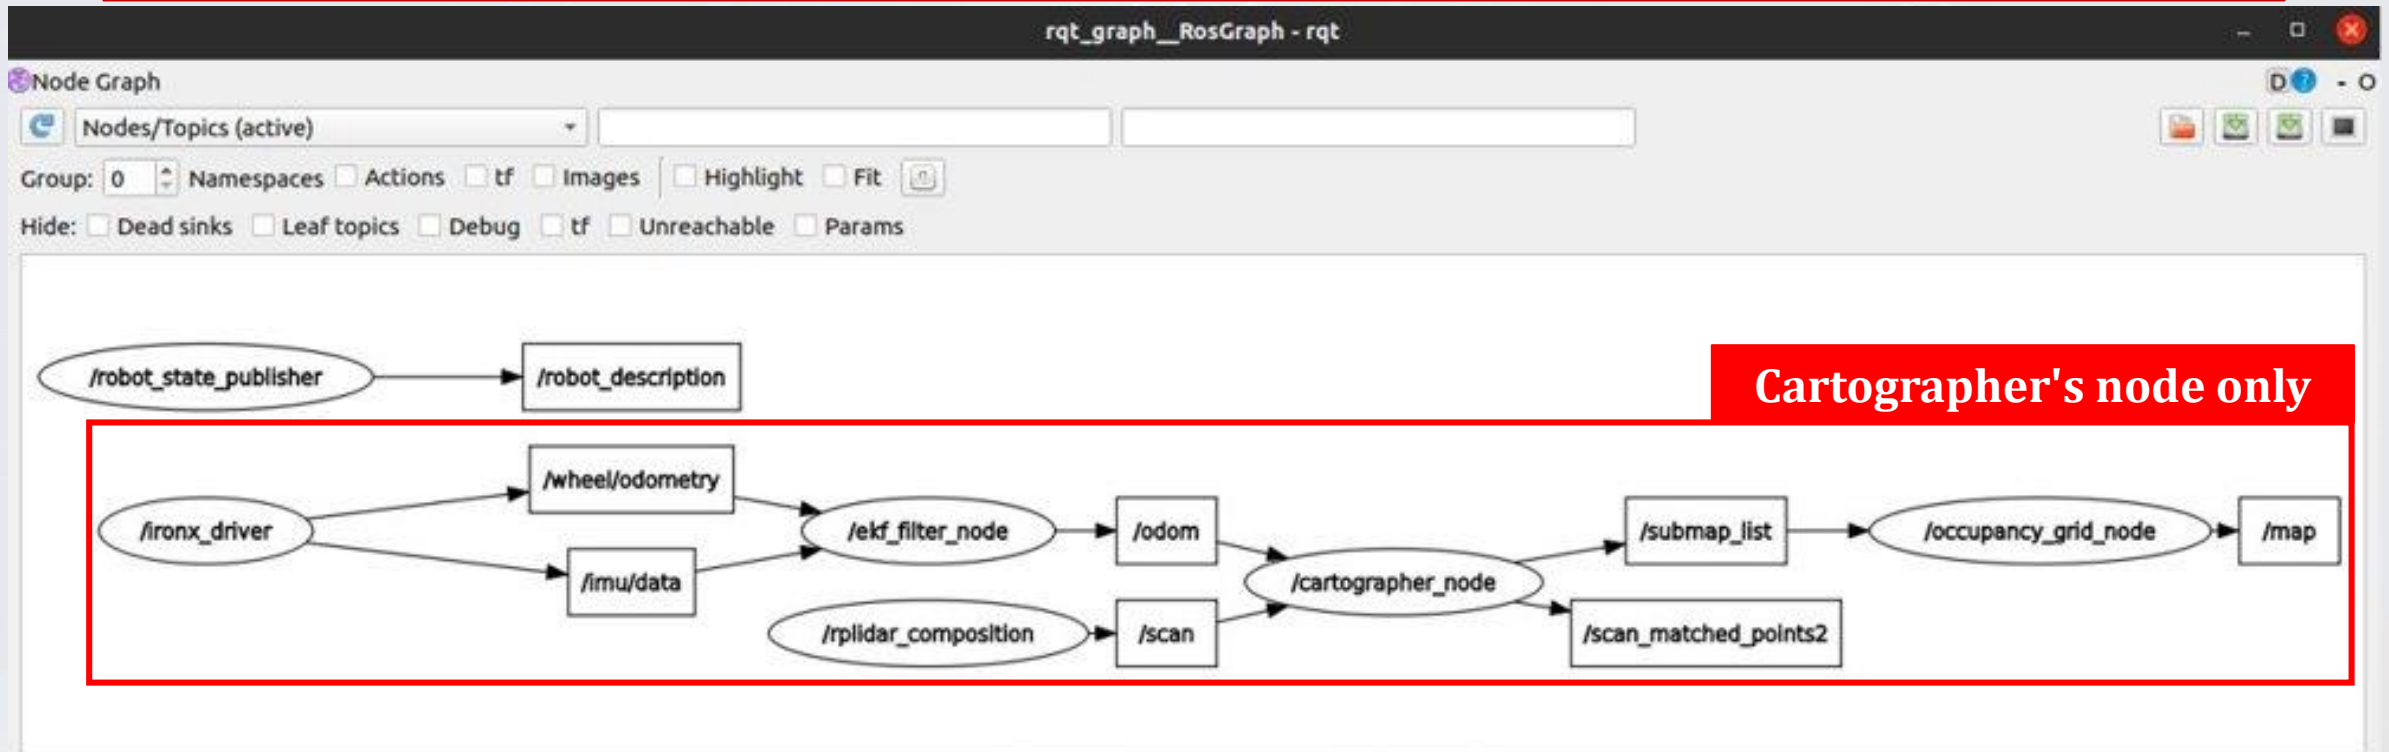 rqt_graph__RosGraph - rqt
Node Graph
D ? - O
Nodes/Topics (active)
Group: 0 Namespaces Actions tf Images Highlight Fit
Hide: Dead sinks Leaf topics Debug tf Unreachable Params
/robot_state_publisher
/robot_description
Cartographer's node only
/wheel/odometry
/ironx_driver
/imu/data
/ekf_filter_node
/odom
/rplidar_composition
/scan
/cartographer_node
/submap_list
/scan_matched_points2
/occupancy_grid_node
/map